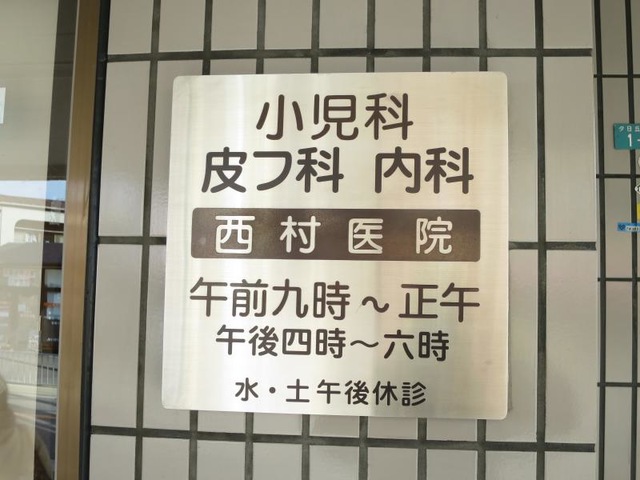 小児科
皮フ科 内科
西村医院
午前九時～正午
午後四時～六時
水・土午後休診